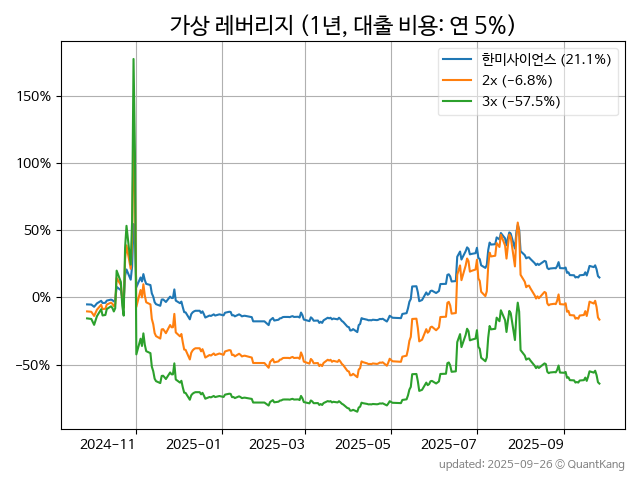 가상 레버리지 (1년, 대출 비용: 연 5%)
한미사이언스 (21.1%)
2x (−6.8%)
3x (−57.5%)
150%
100%
50%
0%
−50%
2024-11 2025-01 2025-03 2025-05 2025-07 2025-09
updated: 2025-09-26 © QuantKang